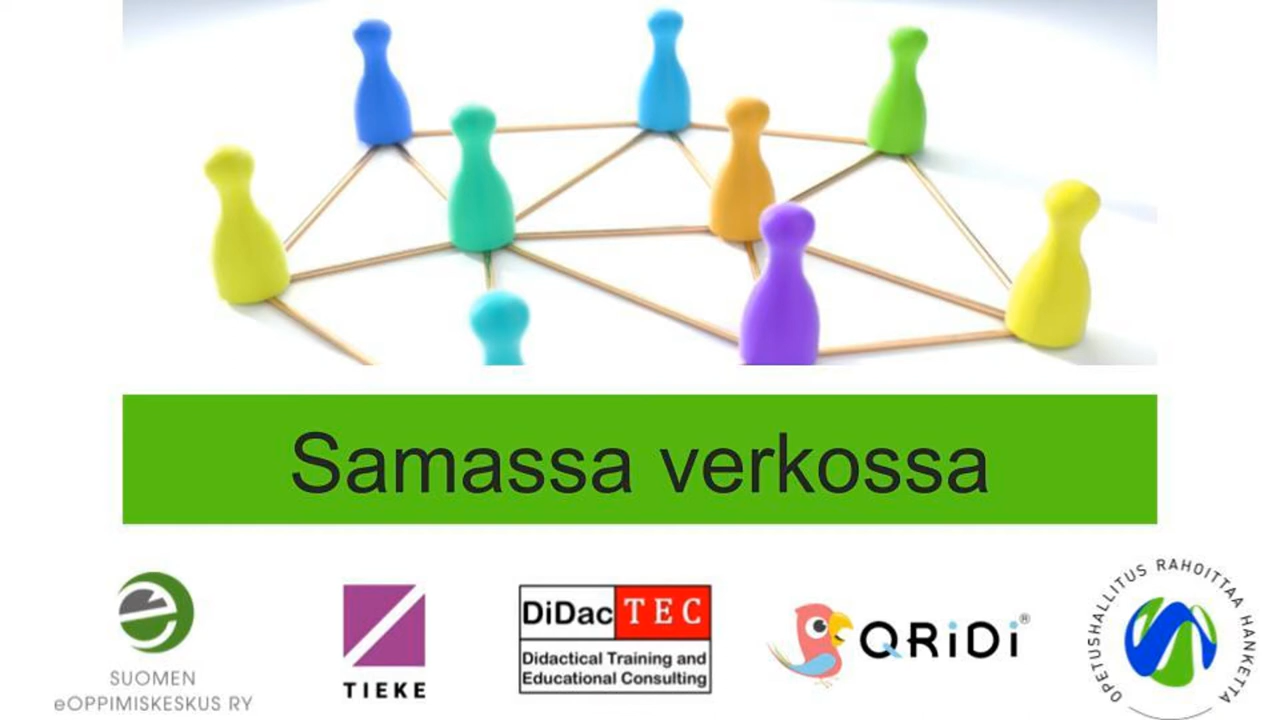 Samassa verkossa
SUOMEN
eOPPIMISKESKUS RY
TIEKE
DiDacTEC
Didactical Training and
Educational Consulting
QRiDi®
OPETUSHALLITUS RAHOITTAA HANKETTA